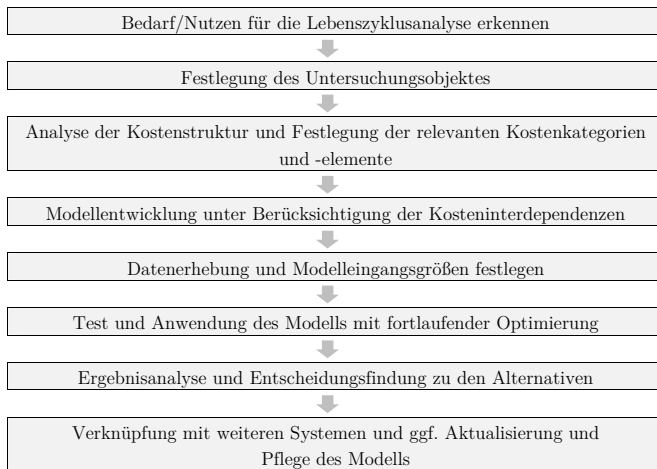 Bedarf/Nutzen für die Lebenszyklusanalyse erkennen
Festlegung des Untersuchungsobjektes
Analyse der Kostenstruktur und Festlegung der relevanten Kostenkategorien
und -elemente
Modellentwicklung unter Berücksichtigung der Kosteninterdependenzen
Datenerhebung und Modelleingangsgrößen festlegen
Test und Anwendung des Modells mit fortlaufender Optimierung
Ergebnisanalyse und Entscheidungsfindung zu den Alternativen
Verknüpfung mit weiteren Systemen und ggf. Aktualisierung und
Pflege des Modells